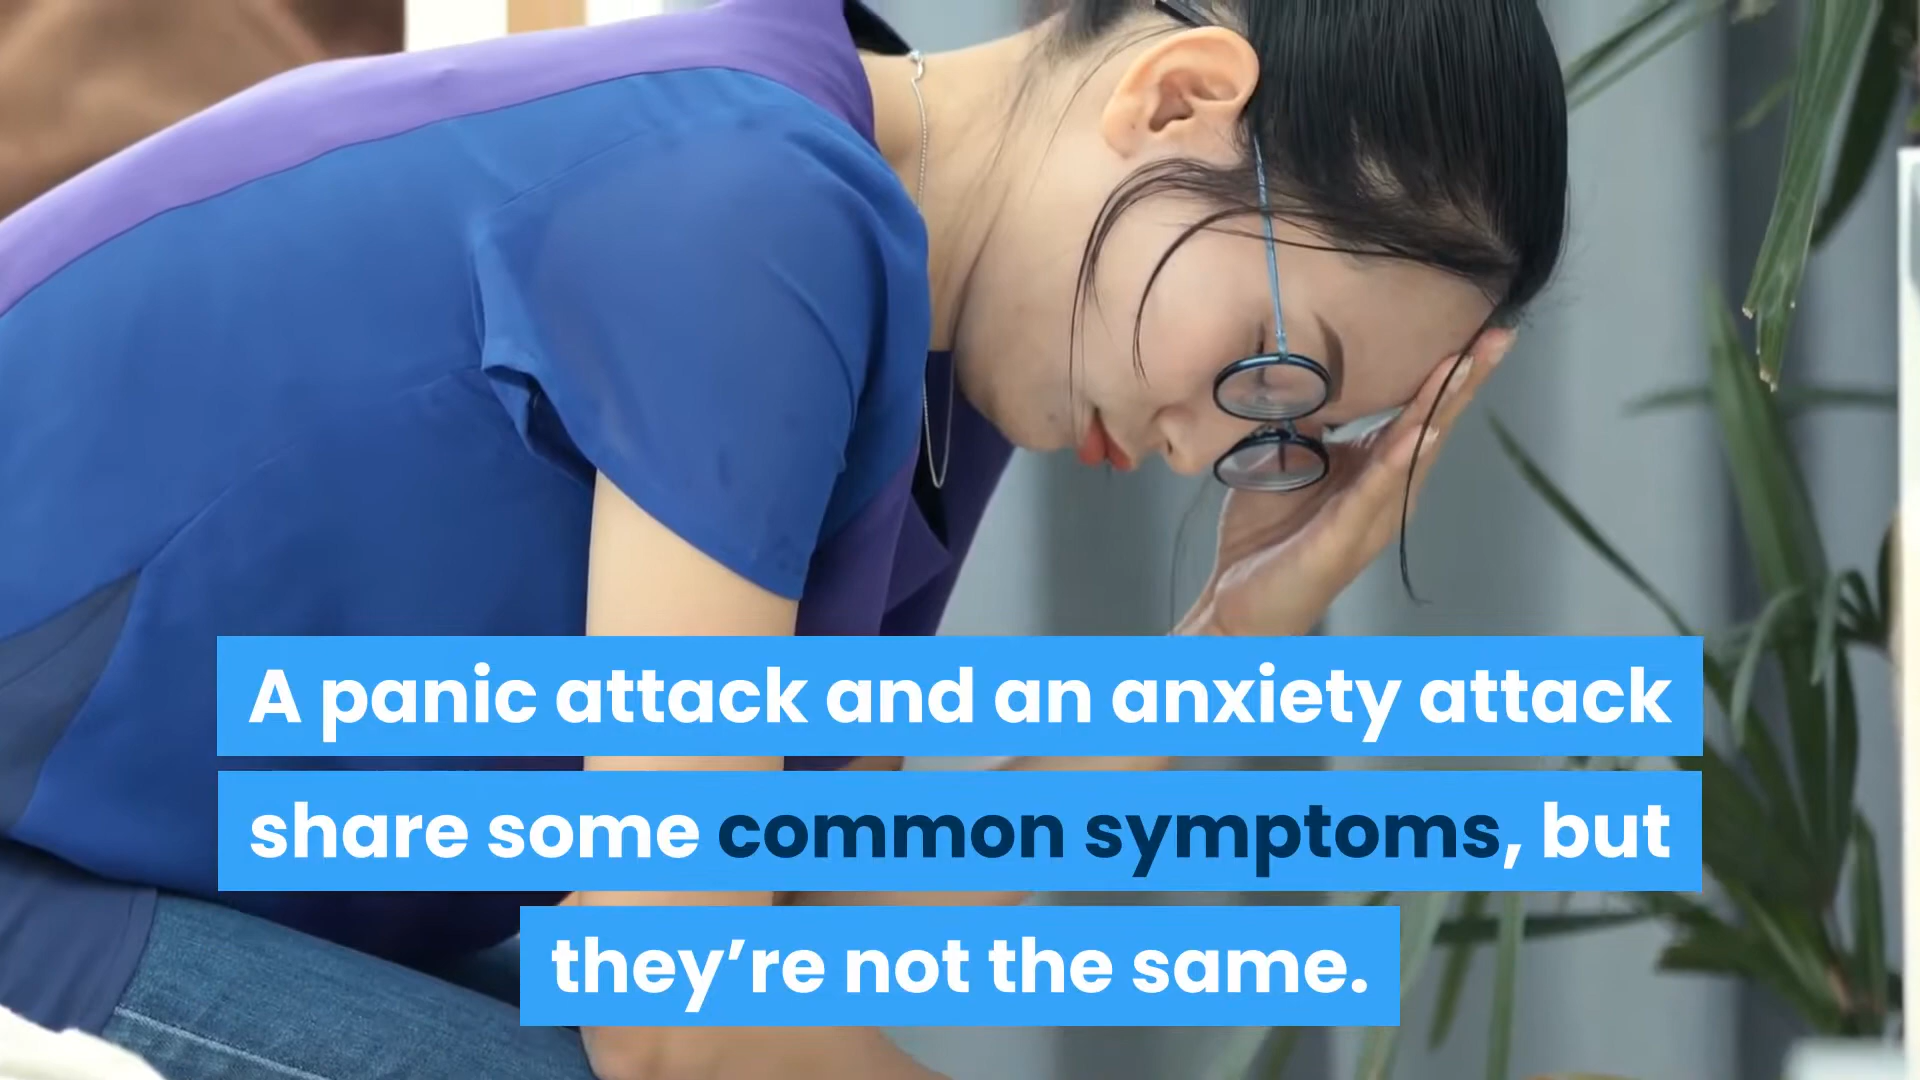 A panic attack and an anxiety attack
share some common symptoms, but
they’re not the same.